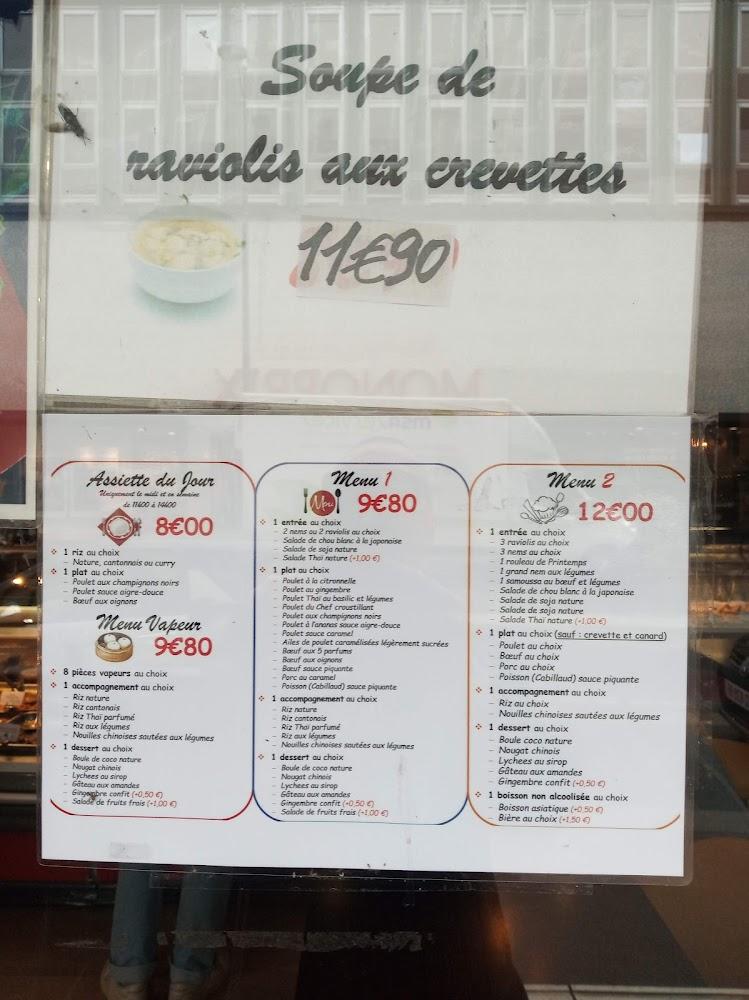 Soupe de
raviolis aux crevettes
11€90
MONOPRIX
Assiette du Jour
Uniquement le midi et en semaine
de 11h00 à 14h00
8€00
❖ 1 riz au choix
– Nature, cantonnais ou curry
❖ 1 plat au choix
– Poulet aux champignons noirs
– Poulet sauce aigre-douce
– Bœuf aux oignons
Menu Vapeur
9€80
❖ 8 pièces vapeurs au choix
❖ 1 accompagnement au choix
– Riz nature
– Riz cantonais
– Riz Thaï parfumé
– Riz aux légumes
– Nouilles chinoises sautées aux légumes
❖ 1 dessert au choix
– Boule de coco nature
– Nougat chinois
– Lychees au sirop
– Gâteau aux amandes
– Gingembre confit (+0,50 €)
– Salade de fruits frais (+1,00 €)
Menu 1
Menu
9€80
❖ 1 entrée au choix
– 2 nems ou 2 raviolis au choix
– Salade de chou blanc à la japonaise
– Salade de soja nature
– Salade Thaï nature (+1,00 €)
❖ 1 plat au choix
– Poulet à la citronnelle
– Poulet au gingembre
– Poulet Thaï au basilic et légumes
– Poulet du Chef croustillant
– Poulet aux champignons noirs
– Poulet à l'ananas sauce aigre-douce
– Poulet sauce caramel
– Ailes de poulet caramélisées légèrement sucrées
– Bœuf aux 5 parfums
– Bœuf aux oignons
– Bœuf sauce piquante
– Porc au caramel
– Poisson (Cabillaud) sauce piquante
❖ 1 accompagnement au choix
– Riz nature
– Riz cantonais
– Riz Thaï parfumé
– Riz aux légumes
– Nouilles chinoises sautées aux légumes
❖ 1 dessert au choix
– Boule de coco nature
– Nougat chinois
– Lychees au sirop
– Gâteau aux amandes
– Gingembre confit (+0,50 €)
– Salade de fruits frais (+1,00 €)
Menu 2
12€00
❖ 1 entrée au choix
– 3 raviolis au choix
– 3 nems au choix
– 1 rouleau de Printemps
– 1 grand nem aux légumes
– 1 samoussa au bœuf et légumes
– Salade de chou blanc à la japonaise
– Salade de soja nature
– Salade de soja nature
– Salade Thaï nature (+1,00 €)
❖ 1 plat au choix (sauf : crevette et canard)
– Poulet au choix
– Bœuf au choix
– Porc au choix
– Poisson (Cabillaud) sauce piquante
❖ 1 accompagnement au choix
– Riz au choix
– Nouilles chinoises sautées aux légumes
❖ 1 dessert au choix
– Boule coco nature
– Nougat chinois
– Lychees au sirop
– Gâteau aux amandes
– Gingembre confit (+0,50 €)
❖ 1 boisson non alcoolisée au choix
– Boisson asiatique (+0,50 €)
– Bière au choix (+1,50 €)